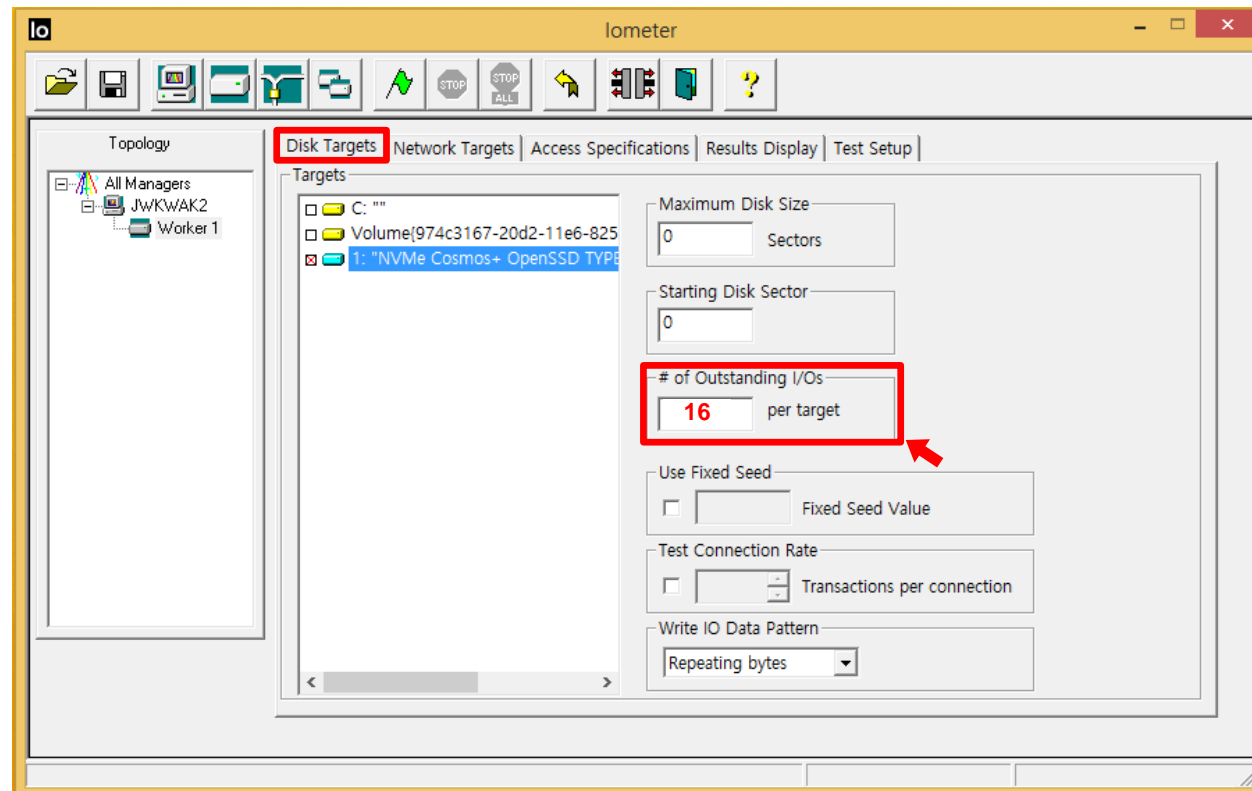 Io
Iometer
STOP
STOP
ALL
?
Topology
All Managers
JWKWAK2
Worker 1
Disk Targets
Network Targets
Access Specifications
Results Display
Test Setup
Targets
C: ""
Volume{974c3167-20d2-11e6-825
1: "NVMe Cosmos+ OpenSSD TYPE
Maximum Disk Size
0 Sectors
Starting Disk Sector
0
# of Outstanding I/Os
16 per target
Use Fixed Seed
Fixed Seed Value
Test Connection Rate
Transactions per connection
Write IO Data Pattern
Repeating bytes